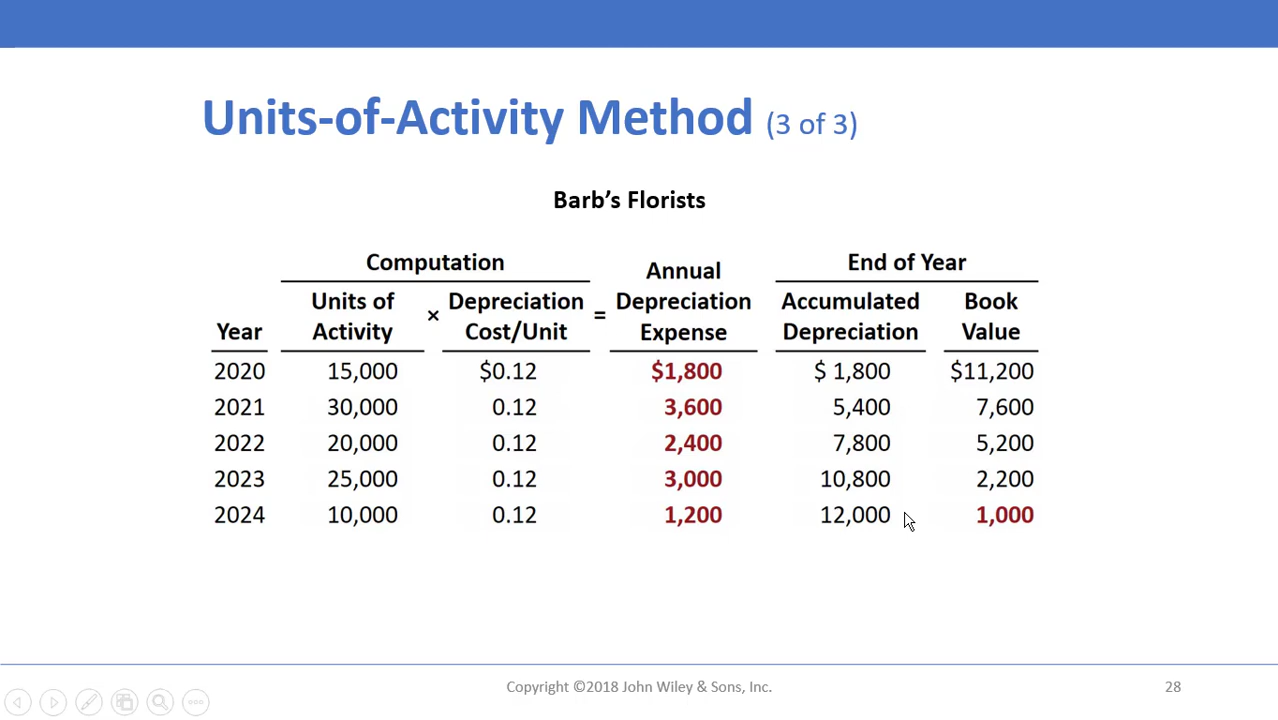 Units-of-Activity Method (3 of 3)
Barb’s Florists
Computation Annual End of Year
Units of × Depreciation = Depreciation Accumulated Book
Year Activity Cost/Unit Expense Depreciation Value
2020 15,000 $0.12 $1,800 $ 1,800 $11,200
2021 30,000 0.12 3,600 5,400 7,600
2022 20,000 0.12 2,400 7,800 5,200
2023 25,000 0.12 3,000 10,800 2,200
2024 10,000 0.12 1,200 12,000 1,000
Copyright ©2018 John Wiley & Sons, Inc. 28